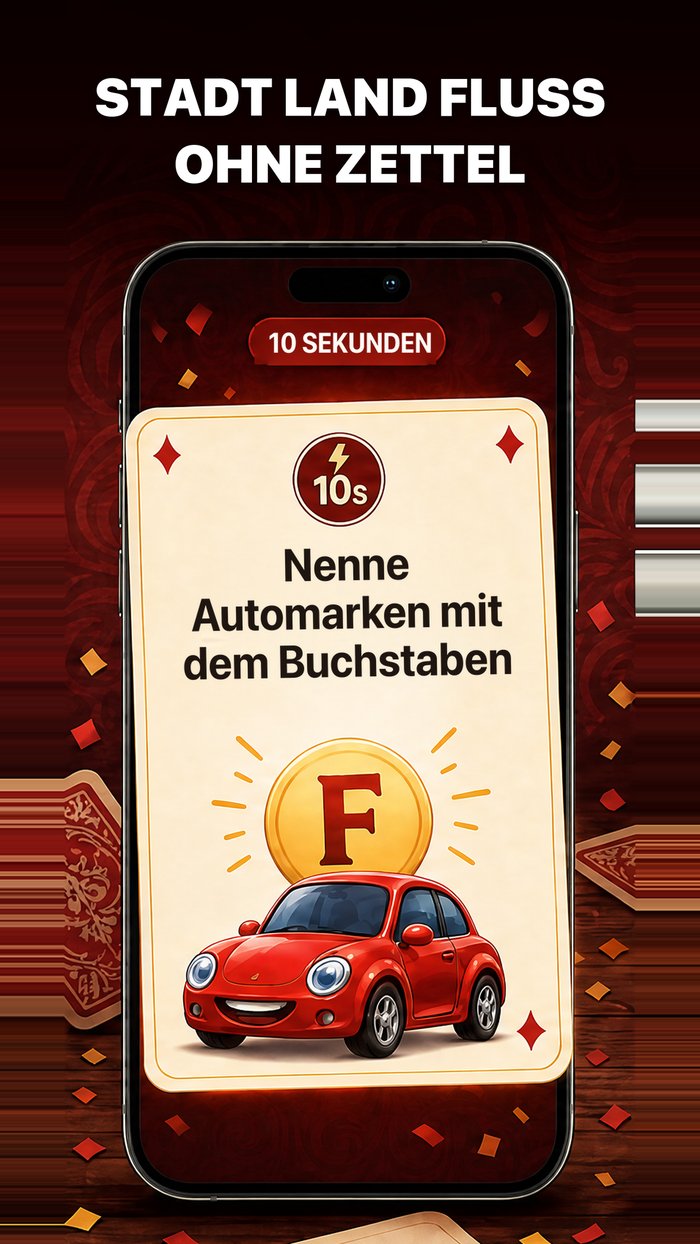 STADT LAND FLUSS
OHNE ZETTEL
10 SEKUNDEN
10s
Nenne
Automarken mit
dem Buchstaben
F